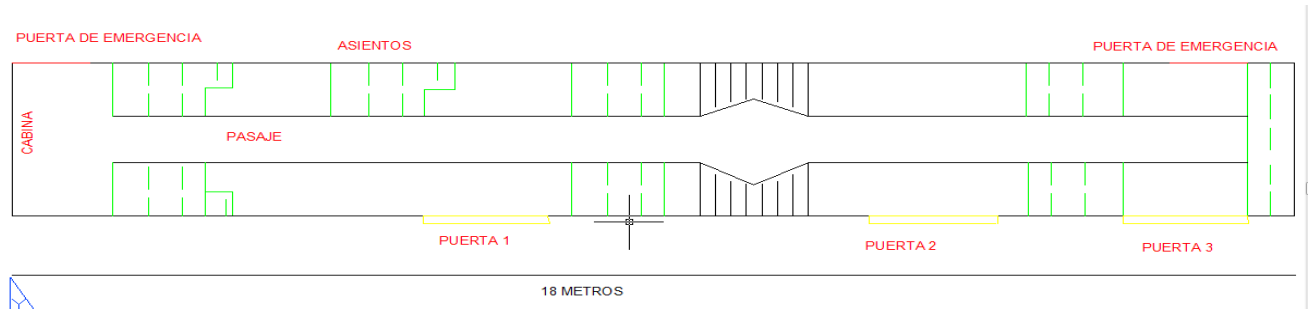 PUERTA DE EMERGENCIA
ASIENTOS
PUERTA DE EMERGENCIA
CABINA
PASAJE
PUERTA 1
PUERTA 2
PUERTA 3
18 METROS